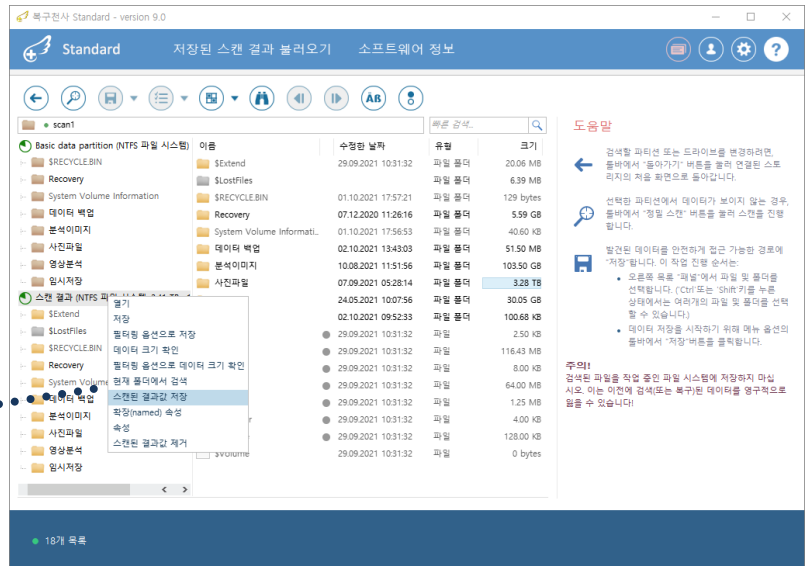 복구전사 Standard - version 9.0
Standard 저장된 스캔 결과 불러오기 소프트웨어 정보
scan1
빠른 검색...
Basic data partition (NTFS 파일 시스템)
$RECYCLE.BIN
Recovery
System Volume Information
데이터 백업
분석이미지
사진파일
영상분석
임시저장
스캔 결과 (NTFS
$Extend
$LostFiles
$RECYCLE.BIN
Recovery
System Volume
데이터 백업
분석이미지
사진파일
영상분석
임시저장
이름 수정한 날짜 유형 크기
$Extend 29.09.2021 10:31:32 파일 폴더 20.06 MB
$LostFiles 파일 폴더 6.39 MB
$RECYCLE.BIN 01.10.2021 17:57:21 파일 폴더 129 bytes
Recovery 07.12.2020 11:26:16 파일 폴더 5.59 GB
System Volume Informati.. 01.10.2021 17:56:53 파일 폴더 40.60 KB
데이터 백업 02.10.2021 13:43:03 파일 폴더 51.50 MB
분석이미지 10.08.2021 11:51:56 파일 폴더 103.50 GB
사진파일 07.09.2021 05:28:14 파일 폴더 3.28 TB
24.05.2021 10:07:56 파일 폴더 30.05 GB
02.10.2021 09:52:33 파일 폴더 100.68 KB
29.09.2021 10:31:32 파일 2.50 KB
29.09.2021 10:31:32 파일 116.43 MB
29.09.2021 10:31:32 파일 8.00 KB
29.09.2021 10:31:32 파일 64.00 MB
29.09.2021 10:31:32 파일 1.25 MB
29.09.2021 10:31:32 파일 4.00 KB
29.09.2021 10:31:32 파일 128.00 KB
$Volume 29.09.2021 10:31:32 파일 0 bytes
열기
저장
필터링 옵션으로 저장
데이터 크기 확인
필터링 옵션으로 데이터 크기 확인
현재 폴더에서 검색
스캔된 결과값 저장
확장(named) 속성
속성
스캔된 결과값 제거
도움말
검색할 파티션 또는 드라이브를 변경하려면,
툴바에서 "돌아가기" 버튼을 눌러 연결된 스토
리지의 처음 화면으로 돌아갑니다.
선택한 파티션에서 데이터가 보이지 않는 경우,
툴바에서 "정밀 스캔" 버튼을 눌러 스캔을 진행
합니다.
발견된 데이터를 안전하게 접근 가능한 경로에
"저장"합니다. 이 작업 진행 순서는:
오른쪽 목록 "패널"에서 파일 및 폴더를
선택합니다. ('Ctrl'또는 'Shift'키를 누른
상태에서는 여러개의 파일 및 폴더를 선택
할 수 있습니다.)
데이터 저장을 시작하기 위해 메뉴 옵션의
툴바에서 "저장"버튼을 클릭합니다.
주의!
검색된 파일을 작업 중인 파일 시스템에 저장하지 마십
시오, 이는 이전에 검색(또는 복구)된 데이터를 영구적으로
잃을 수 있습니다!
18개 목록